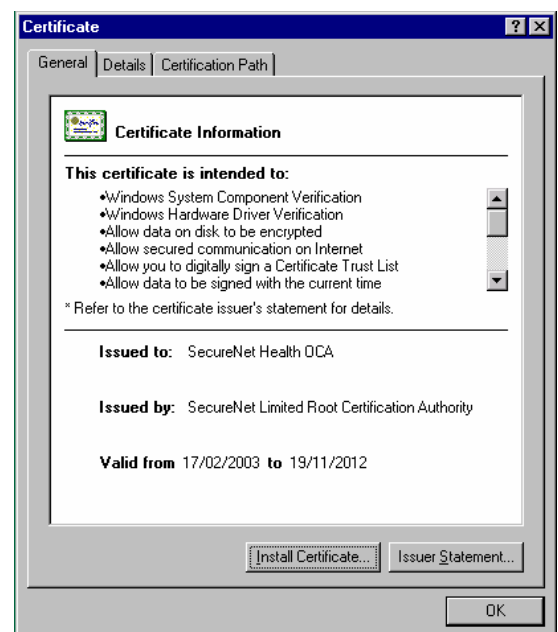 Certificate
General Details Certification Path
Certificate Information
This certificate is intended to:
•Windows System Component Verification
•Windows Hardware Driver Verification
•Allow data on disk to be encrypted
•Allow secured communication on Internet
•Allow you to digitally sign a Certificate Trust List
•Allow data to be signed with the current time
* Refer to the certificate issuer's statement for details.
Issued to: SecureNet Health OCA
Issued by: SecureNet Limited Root Certification Authority
Valid from 17/02/2003 to 19/11/2012
Install Certificate... Issuer Statement...
OK